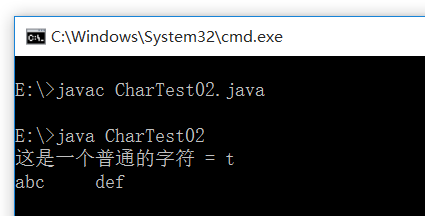 C:\Windows\System32\cmd.exe
E:\>javac CharTest02.java
E:\>java CharTest02
这是一个普通的字符 = t
abc     def